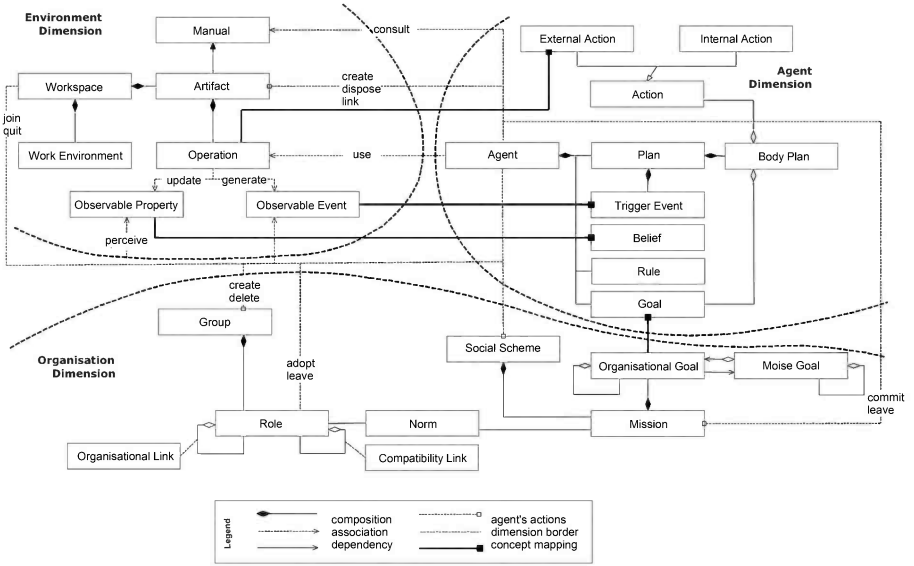 Environment
Dimension
Manual
consult
External Action
Internal Action
Agent
Dimension
Workspace
Artifact
create
dispose
link
Action
join
quit
Work Environment
Operation
use
Agent
Plan
Body Plan
update
generate
Observable Property
Observable Event
Trigger Event
perceive
Belief
Rule
create
delete
Goal
Group
Organisation
Dimension
adopt
leave
Social Scheme
Organisational Goal
Moise Goal
commit
leave
Role
Norm
Mission
Organisational Link
Compatibility Link
Legend
composition
association
dependency
agent's actions
dimension border
concept mapping